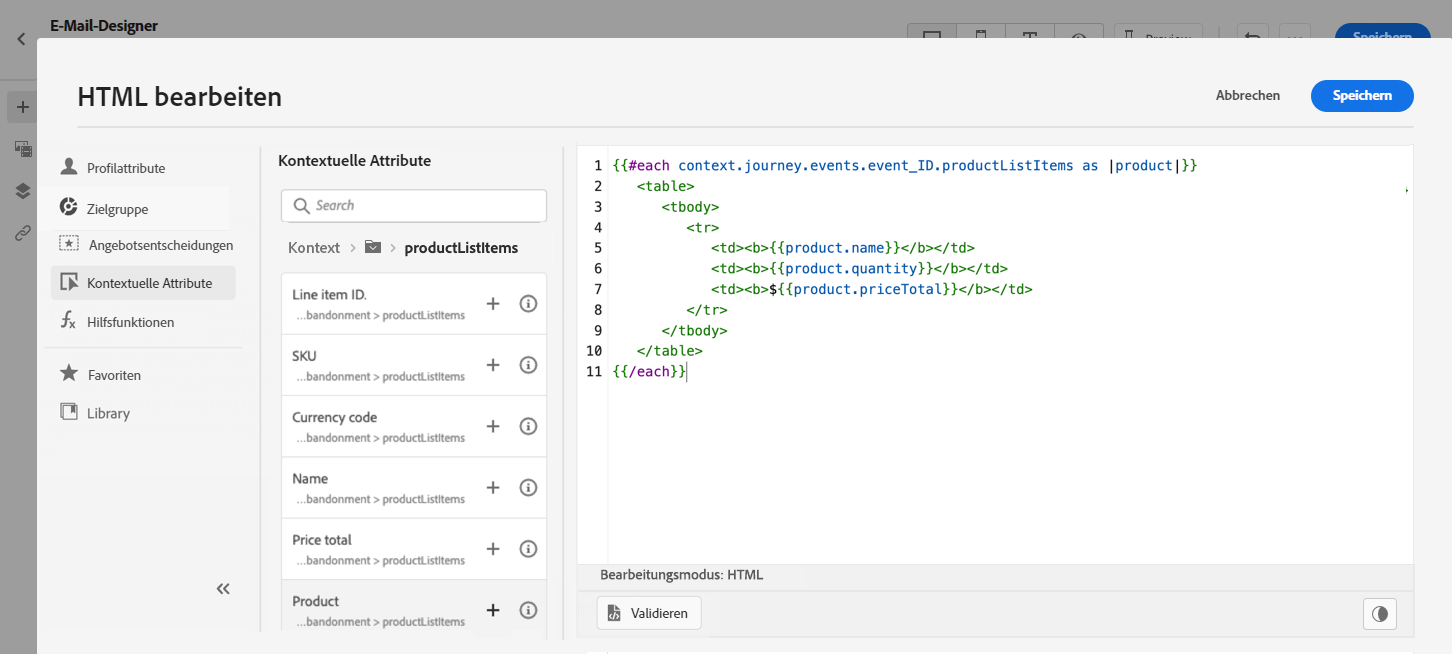 E-Mail-Designer
Preview
Speichern
HTML bearbeiten
Abbrechen
Speichern
Profilattribute
Zielgruppe
Angebotsentscheidungen
Kontextuelle Attribute
Hilfsfunktionen
Favoriten
Library
Kontextuelle Attribute
Search
Kontext > > productListItems
Line item ID.
...bandonment > productListItems
SKU
...bandonment > productListItems
Currency code
...bandonment > productListItems
Name
...bandonment > productListItems
Price total
...bandonment > productListItems
Product
...bandonment > productListItems
1 {{#each context.journey.events.event_ID.productListItems as |product|}}
2 <table>
3 <tbody>
4 <tr>
5 <td><b>{{product.name}}</b></td>
6 <td><b>{{product.quantity}}</b></td>
7 <td><b>${{product.priceTotal}}</b></td>
8 </tr>
9 </tbody>
10 </table>
11 {{/each}}
Bearbeitungsmodus: HTML
Validieren